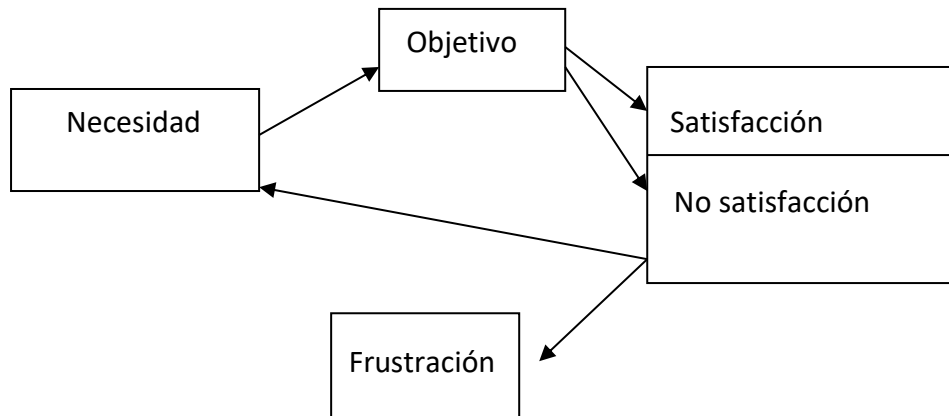 Objetivo
Necesidad
Satisfacción
No satisfacción
Frustración